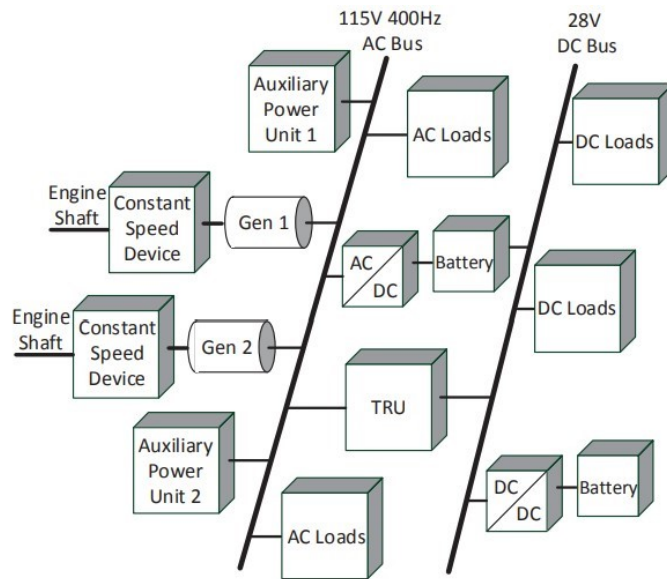 115V 400Hz
AC Bus
28V
DC Bus
Auxiliary
Power
Unit 1
AC Loads
DC Loads
Engine
Shaft
Constant
Speed
Device
Gen 1
AC
DC
Battery
Engine
Shaft
Constant
Speed
Device
Gen 2
DC Loads
TRU
Auxiliary
Power
Unit 2
DC
DC
Battery
AC Loads